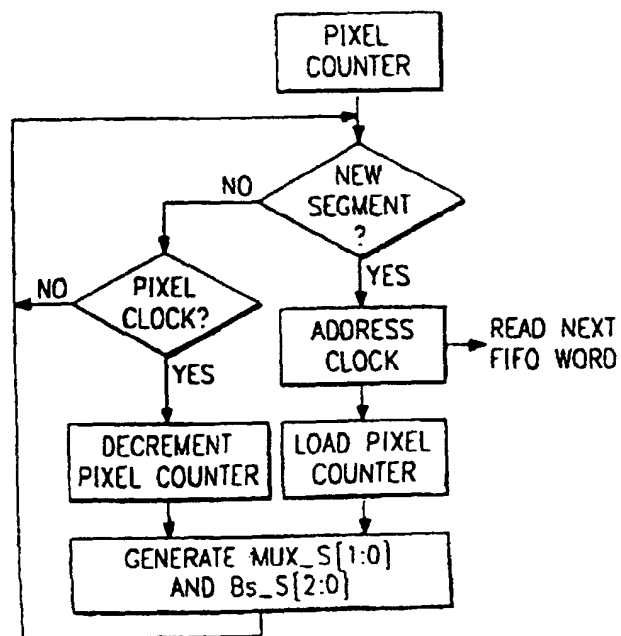 PIXEL
COUNTER
NEW
SEGMENT
?
NO
YES
PIXEL
CLOCK?
NO
YES
ADDRESS
CLOCK
READ NEXT
FIFO WORD
DECREMENT
PIXEL COUNTER
LOAD PIXEL
COUNTER
GENERATE MUX_S[1:0]
AND Bs_S[2:0]